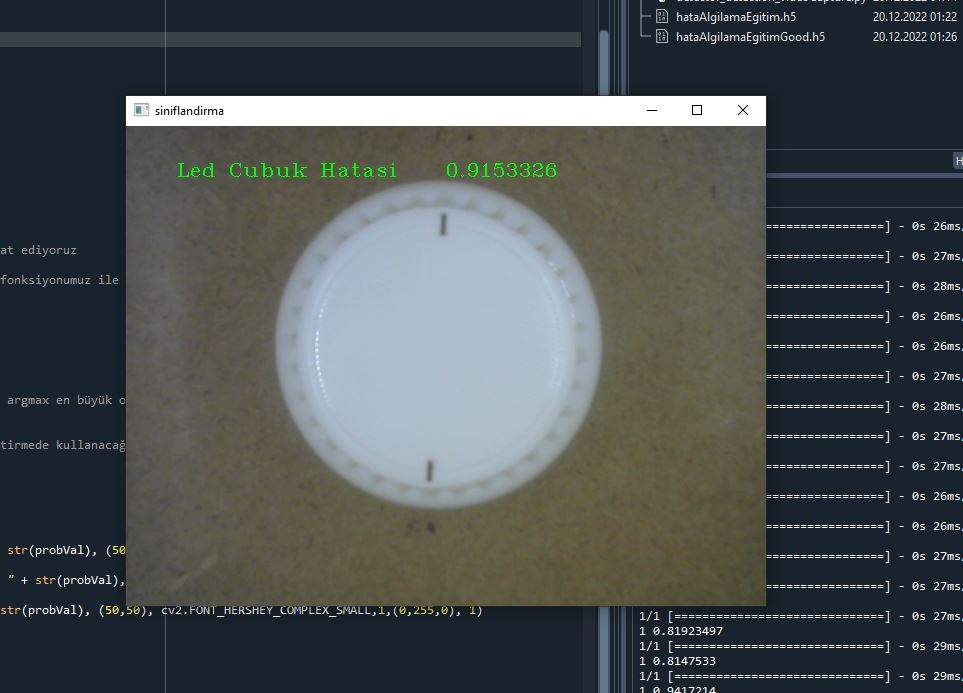 hataAlgilamaEgitim.h5 20.12.2022 01:22
hataAlgilamaEgitimGood.h5 20.12.2022 01:26
siniflandirma
Led Cubuk Hatasi 0.9153326
at ediyoruz
fonksiyonumuz ile
argmax en büyük o
tirmede kullanacağ
str(probVal), (50
" + str(probVal),
str(probVal), (50,50), cv2.FONT_HERSHEY_COMPLEX_SMALL,1,(0,255,0), 1)
H
================] - 0s 26ms
================] - 0s 27ms
================] - 0s 28ms
================] - 0s 26ms
================] - 0s 26ms
================] - 0s 27ms
================] - 0s 28ms
================] - 0s 27ms
================] - 0s 27ms
================] - 0s 26ms
================] - 0s 26ms
================] - 0s 27ms
================] - 0s 27ms
1/1 [==============================] - 0s 27ms
1 0.81923497
1/1 [==============================] - 0s 29ms
1 0.8147533
1/1 [==============================] - 0s 29ms
1 0.9417214